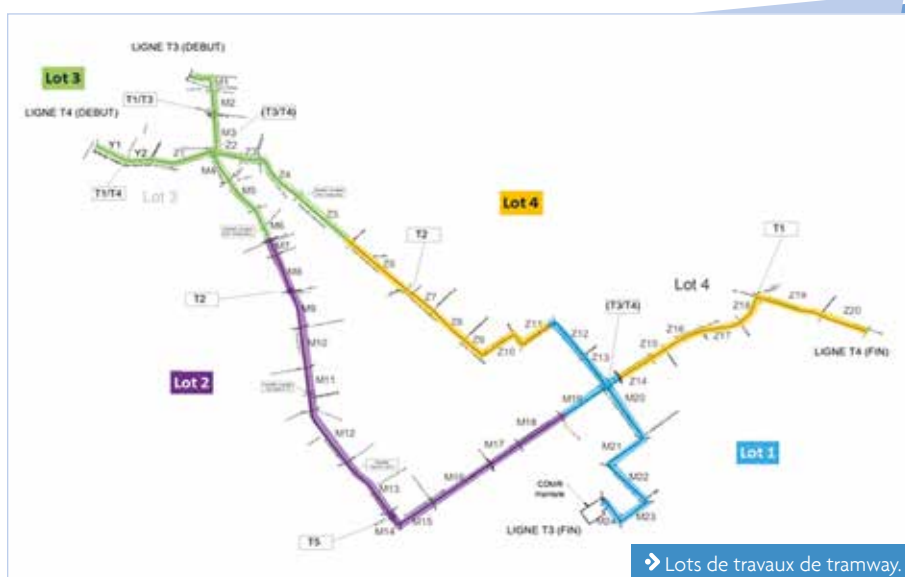 LIGNE T3 (DEBUT)
Lot 3
T1/T3
M2
LIGNE T4 (DEBUT)
(T3/T4)
M3
Y1
Y2
Z1
Z2
Z3
M4
Z4
T1/T4
Lot 3
M5
Z5
Lot 4
M6
T2
T1
M7
Z6
Lot 4
M8
Z7
Z18
Z19
T2
(T3/T4)
Z20
M9
Z8
Z11
Z12
Z16
Z17
Z9
Z10
Z15
LIGNE T4 (FIN)
M10
Z13
Z14
Lot 2
M11
M19
M20
M12
M18
M21
M17
Lot 1
M13
M16
M22
COMR
M14
M15
M24
M23
T5
LIGNE T3 (FIN)
Lots de travaux de tramway.